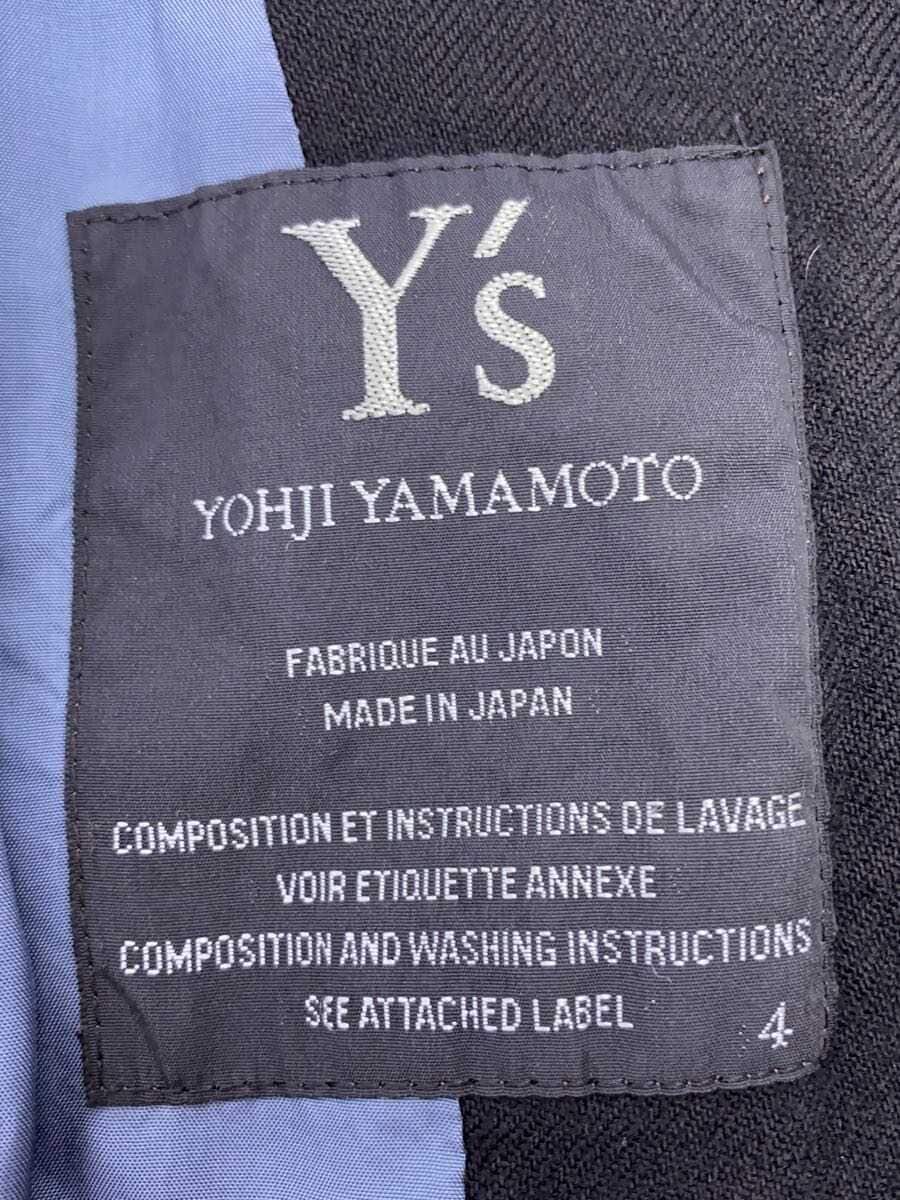 Y's
YOHJI YAMAMOTO
FABRIQUE AU JAPON
MADE IN JAPAN
COMPOSITION ET INSTRUCTIONS DE LAVAGE
VOIR ETIQUETTE ANNEXE
COMPOSITION AND WASHING INSTRUCTIONS
SEE ATTACHED LABEL
4